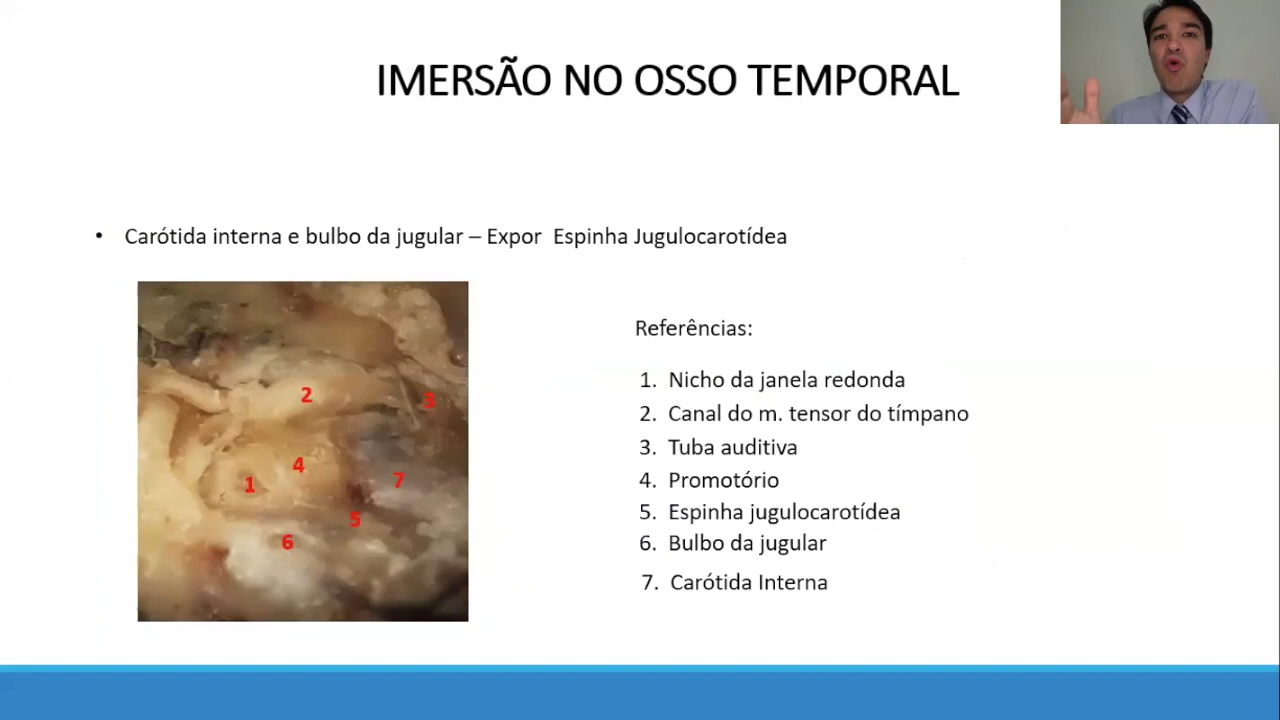 IMERSÃO NO OSSO TEMPORAL
• Carótida interna e bulbo da jugular – Expor Espinha Jugulocarotídea
Referências:
1. Nicho da janela redonda
2. Canal do m. tensor do tímpano
3. Tuba auditiva
4. Promotório
5. Espinha jugulocarotídea
6. Bulbo da jugular
7. Carótida Interna
2
3
4
7
1
5
6